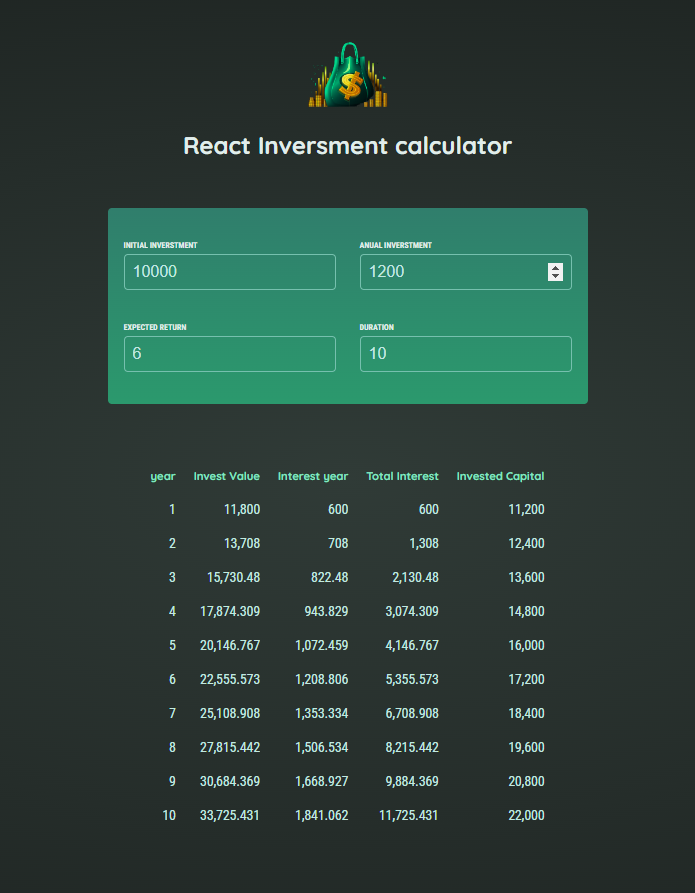 $
React Inversment calculator
INITIAL INVERSTMENT ANUAL INVERSTMENT
10000 1200
EXPECTED RETURN DURATION
6 10
year Invest Value Interest year Total Interest Invested Capital
1 11,800 600 600 11,200
2 13,708 708 1,308 12,400
3 15,730.48 822.48 2,130.48 13,600
4 17,874.309 943.829 3,074.309 14,800
5 20,146.767 1,072.459 4,146.767 16,000
6 22,555.573 1,208.806 5,355.573 17,200
7 25,108.908 1,353.334 6,708.908 18,400
8 27,815.442 1,506.534 8,215.442 19,600
9 30,684.369 1,668.927 9,884.369 20,800
10 33,725.431 1,841.062 11,725.431 22,000